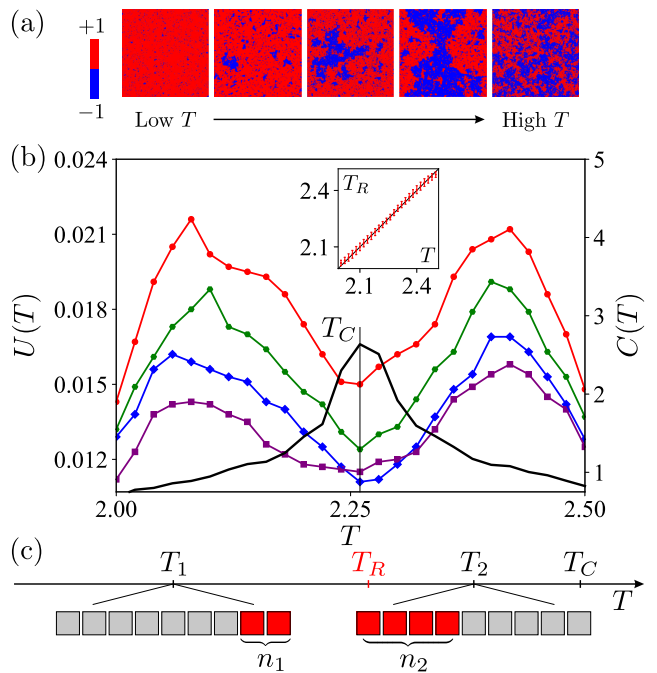 (a)
+1
−1
Low T
High T
(b)
0.024
0.021
0.018
0.015
0.012
U(T)
5
4
3
2
1
C(T)
T_R
2.4
2.1
T
2.1 2.4
T_C
2.00 2.25 2.50
T
(c)
T_1 T_R T_2 T_C
T
n_1 n_2